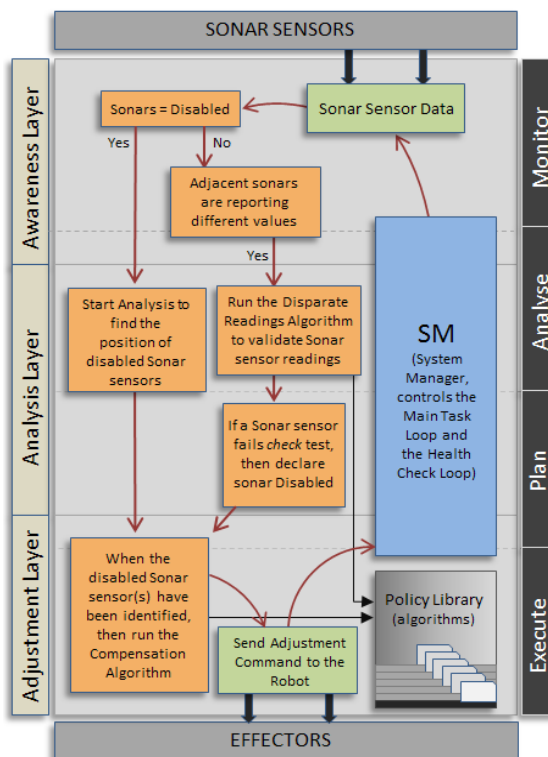 SONAR SENSORS
Awareness Layer
Analysis Layer
Adjustment Layer
Monitor
Analyse
Plan
Execute
Sonars = Disabled
Sonar Sensor Data
Yes
No
Adjacent sonars
are reporting
different values
Yes
Start Analysis to
find the
position of
disabled Sonar
sensors
Run the Disparate
Readings Algorithm
to validate Sonar
sensor readings
SM
(System
Manager,
controls the
Main Task
Loop and
the Health
Check Loop)
If a Sonar sensor
fails check test,
then declare
sonar Disabled
When the
disabled Sonar
sensor(s) have
been identified,
then run the
Compensation
Algorithm
Send Adjustment
Command to the
Robot
Policy Library
(algorithms)
EFFECTORS